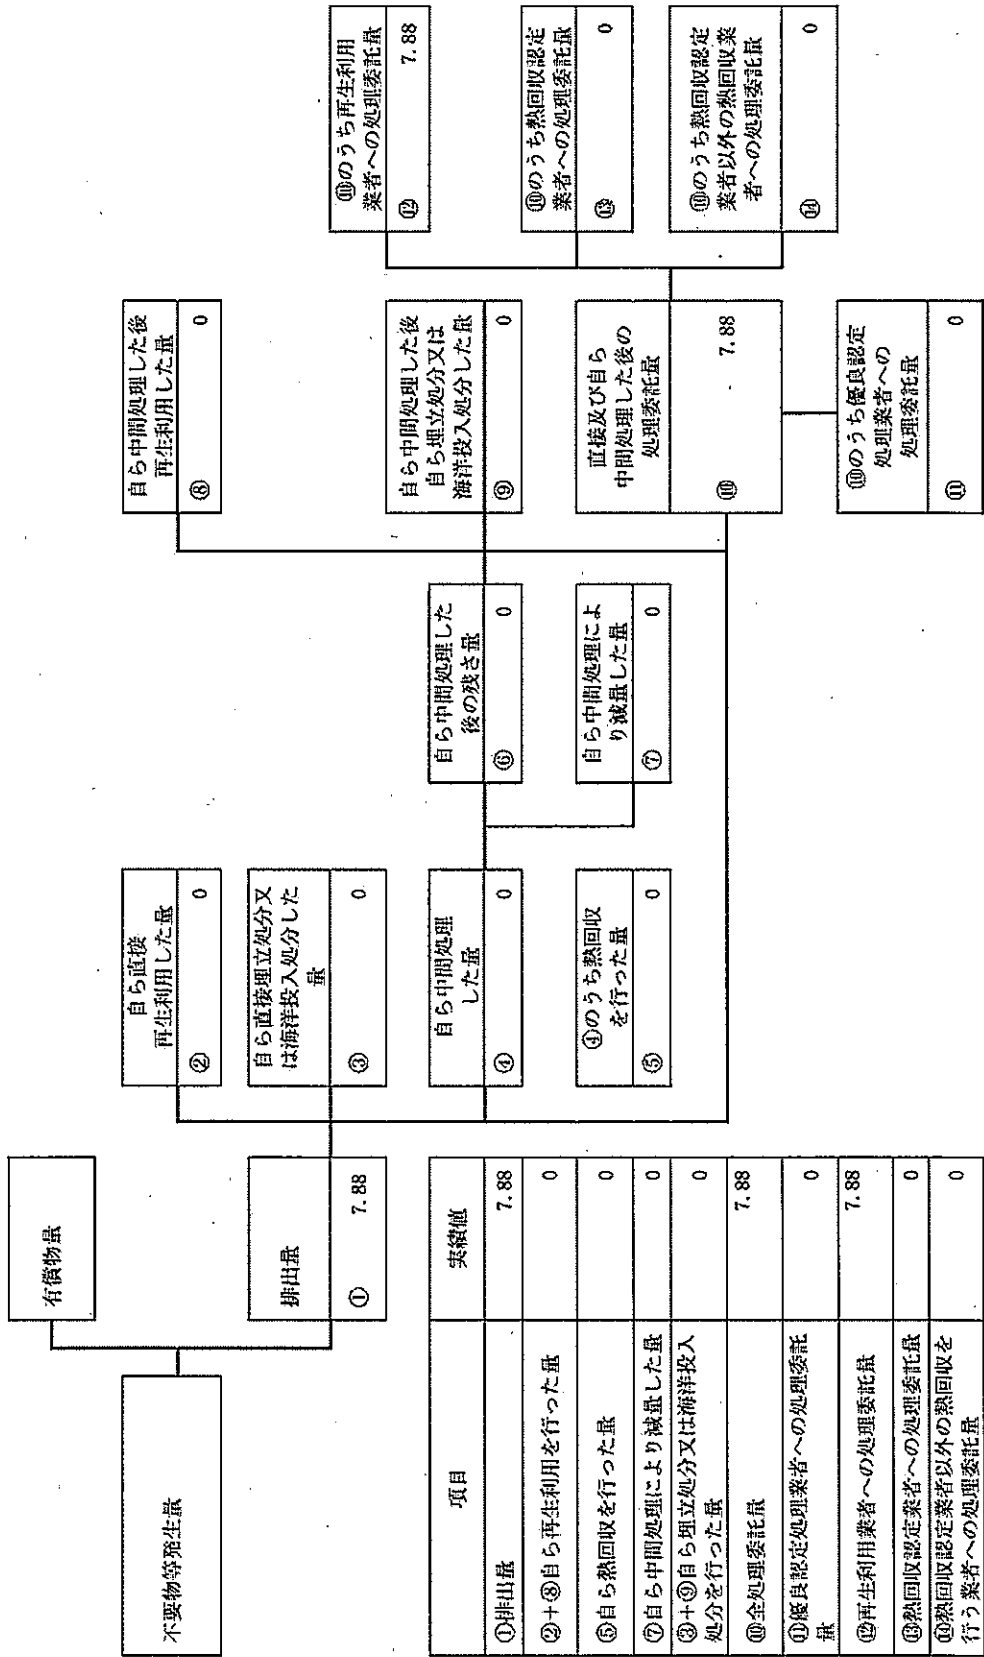 有償物量
不要物等発生量
排出量
① 7.88
自ら直接
再生利用した量
② 0
自ら直接埋立処分又
は海洋投入処分した
量
③ 0
自ら中間処理
した量
④ 0
④のうち熱回収
を行った量
⑤ 0
自ら中間処理した
後の残さ量
⑥ 0
自ら中間処理によ
り減量した量
⑦ 0
自ら中間処理した後
再生利用した量
⑧ 0
自ら中間処理した後
自ら埋立処分又は
海洋投入処分した量
⑨ 0
直接及び自ら
中間処理した後の
処理委託量
⑩ 7.88
⑩のうち優良認定
処理業者への
処理委託量
⑪ 0
⑩のうち再生利用
業者への処理委託量
⑫ 7.88
⑩のうち熱回収認定
業者への処理委託量
⑬ 0
⑩のうち熱回収認定
業者以外の熱回収業
者への処理委託量
⑭ 0
項目 実績値
①排出量 7.88
②+⑧自ら再生利用を行った量 0
⑤自ら熱回収を行った量 0
⑦自ら中間処理により減量した量 0
③+⑨自ら埋立処分又は海洋投入
処分を行った量 0
⑩全処理委託量 7.88
⑪優良認定処理業者への処理委託
量 0
⑫再生利用業者への処理委託量 7.88
⑬熱回収認定業者への処理委託量 0
⑭熱回収認定業者以外の熱回収を
行う業者への処理委託量 0